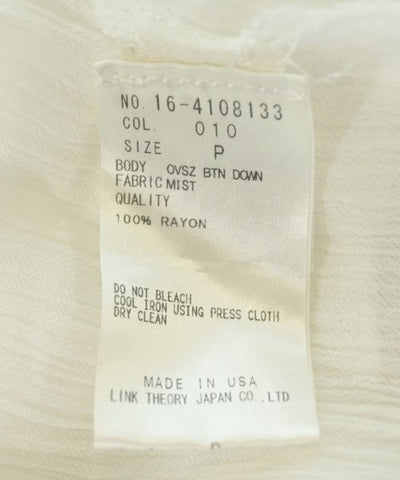 NO. 16-4108133
COL. 010
SIZE P
BODY OVSZ BTN DOWN
FABRIC MIST
QUALITY
100% RAYON
DO NOT BLEACH
COOL IRON USING PRESS CLOTH
DRY CLEAN
MADE IN USA
LINK THEORY JAPAN CO.,LTD